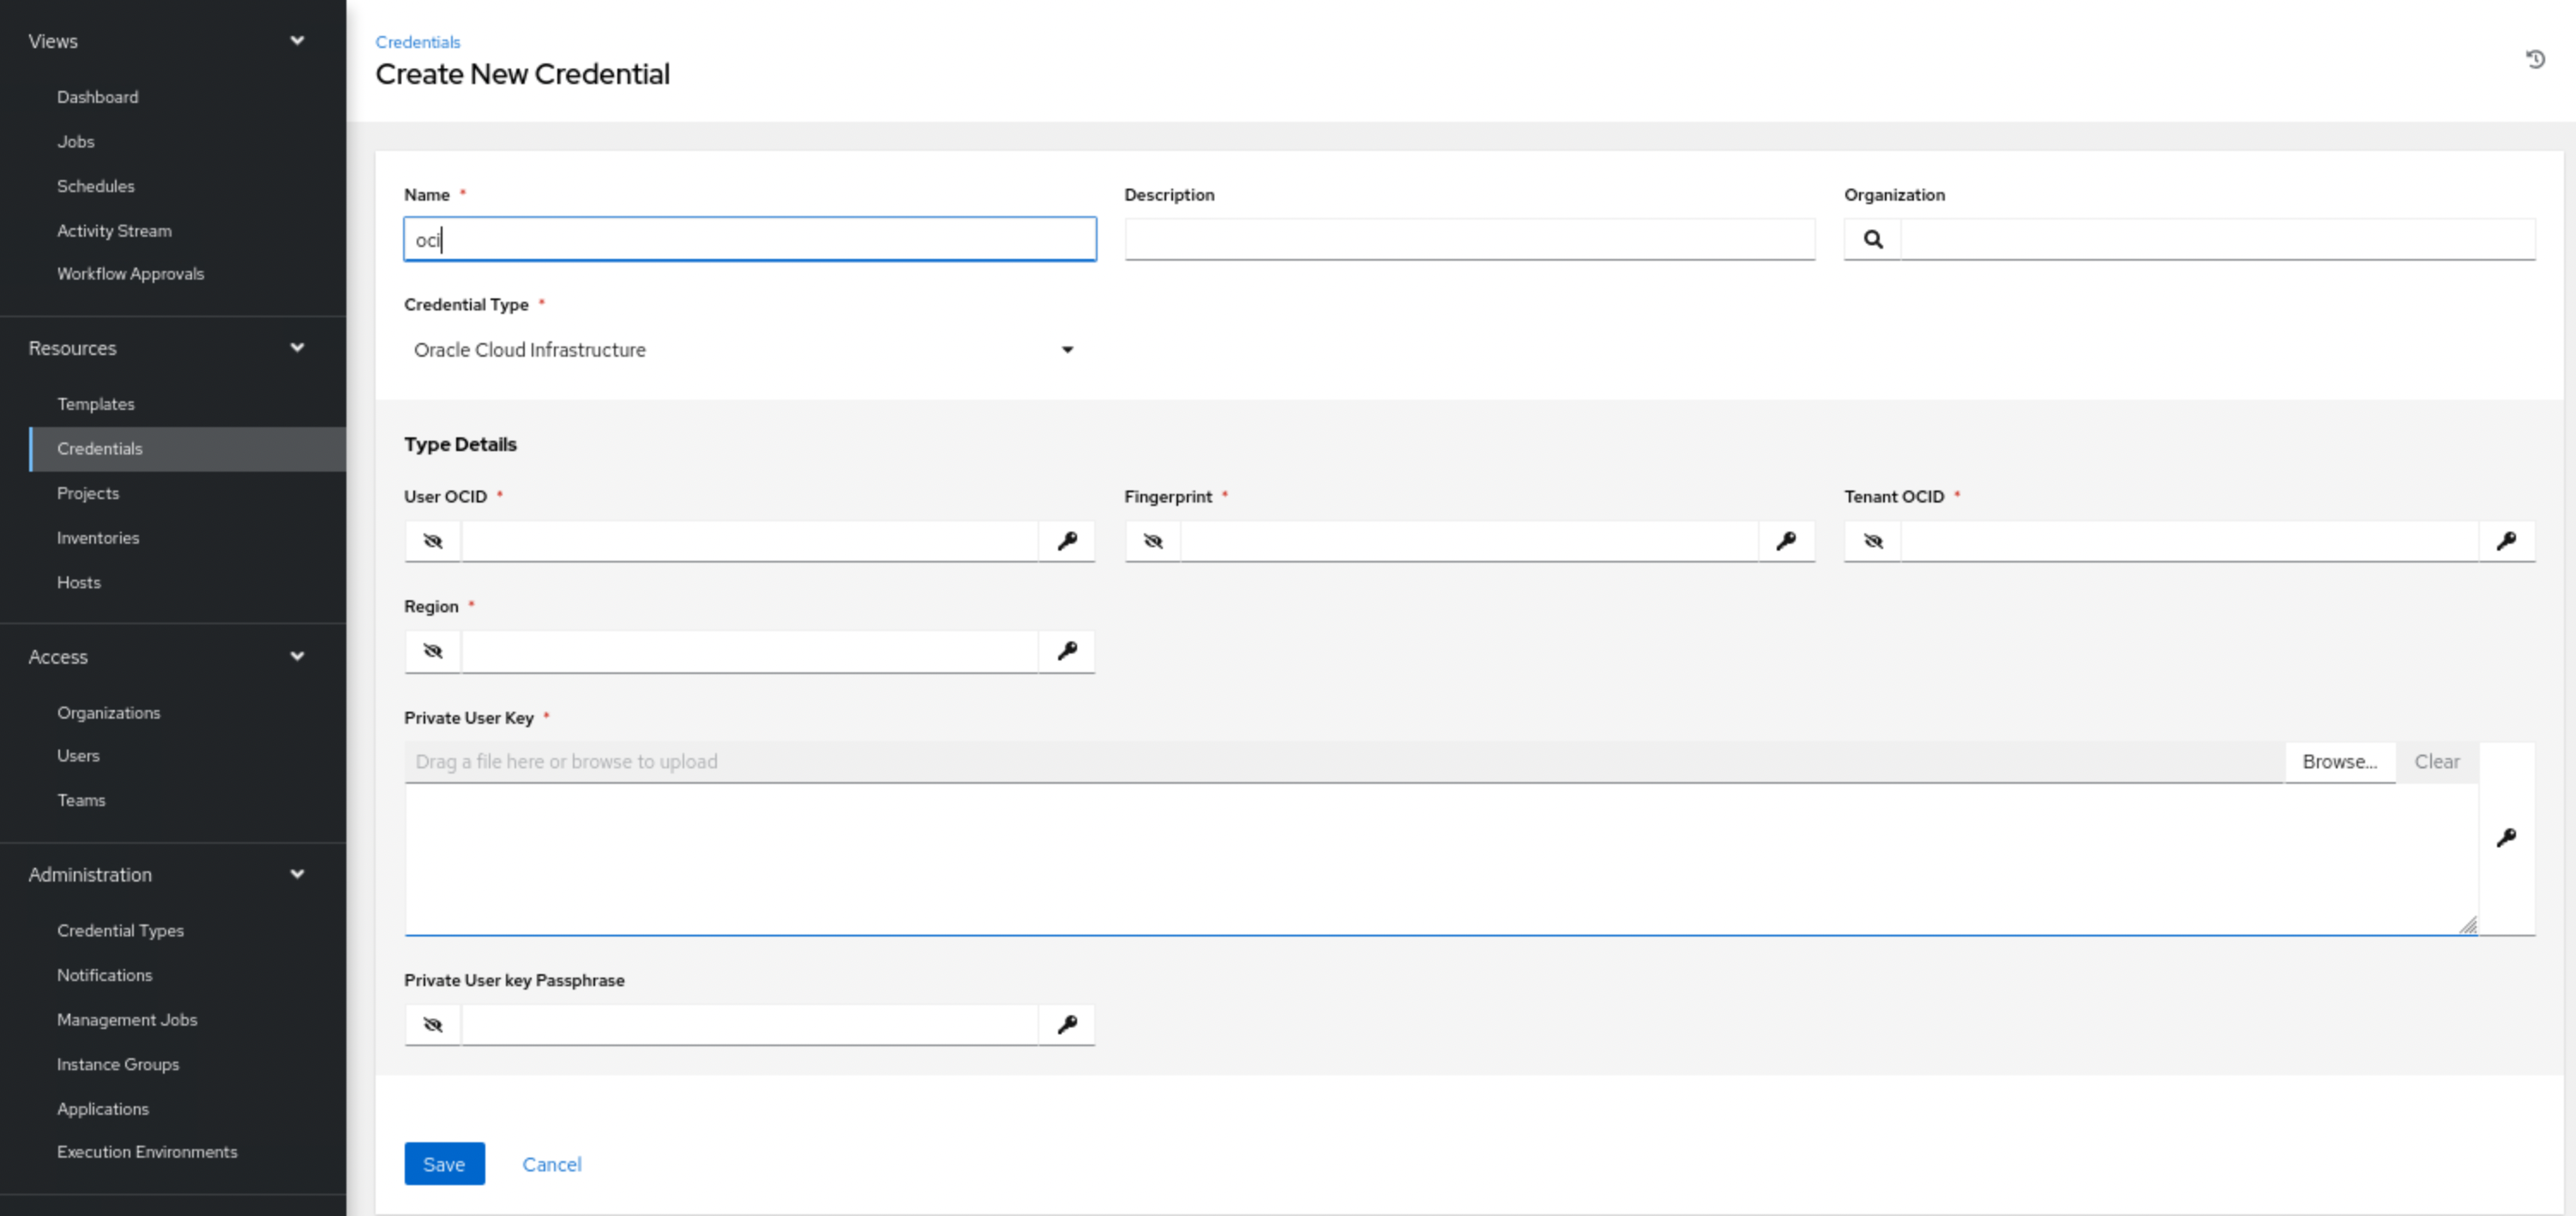 Views
Dashboard
Jobs
Schedules
Activity Stream
Workflow Approvals
Resources
Templates
Credentials
Projects
Inventories
Hosts
Access
Organizations
Users
Teams
Administration
Credential Types
Notifications
Management Jobs
Instance Groups
Applications
Execution Environments
Credentials
Create New Credential
Name * Description Organization
oci
Credential Type *
Oracle Cloud Infrastructure
Type Details
User OCID * Fingerprint * Tenant OCID *
Region *
Private User Key *
Drag a file here or browse to upload Browse... Clear
Private User key Passphrase
Save Cancel